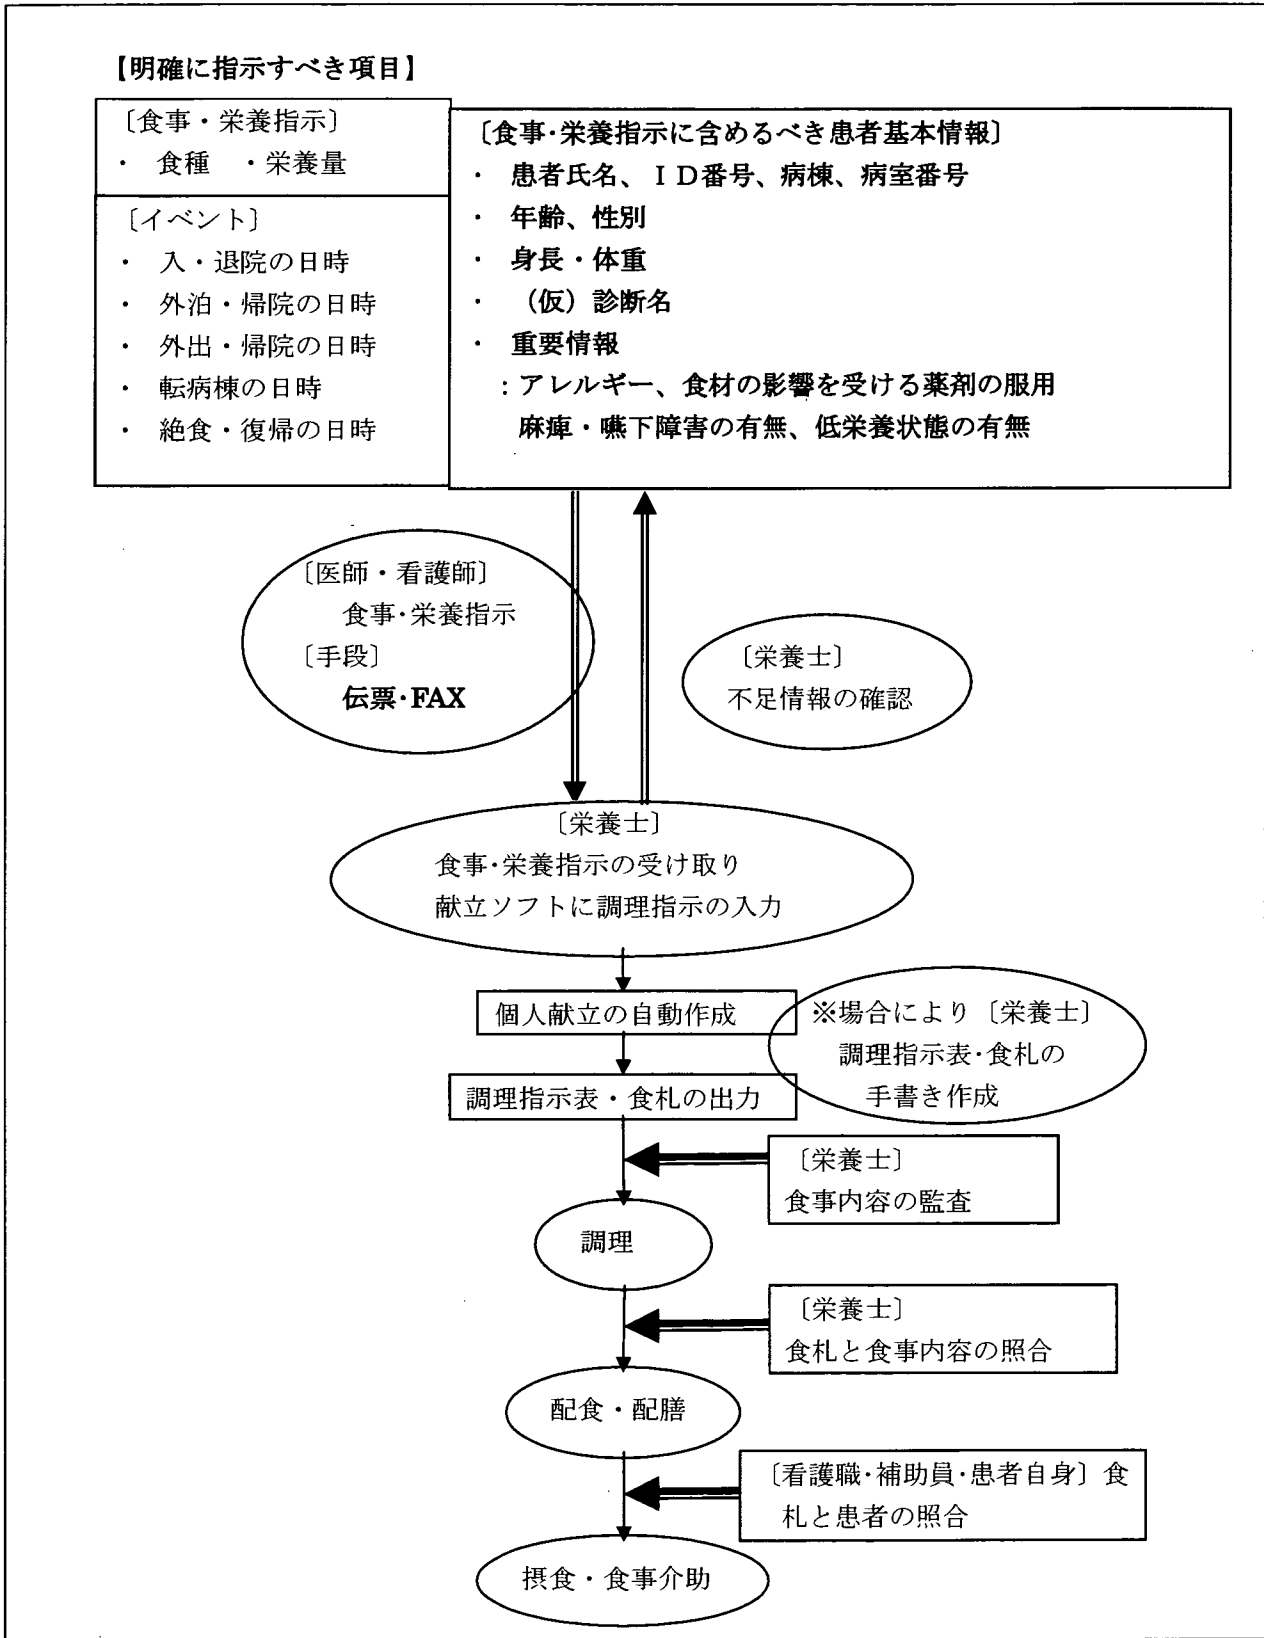 【明確に指示すべき項目】
〔食事・栄養指示〕
・ 食種 ・栄養量
〔イベント〕
・ 入・退院の日時
・ 外泊・帰院の日時
・ 外出・帰院の日時
・ 転病棟の日時
・ 絶食・復帰の日時
〔食事・栄養指示に含めるべき患者基本情報〕
・ 患者氏名、ＩＤ番号、病棟、病室番号
・ 年齢、性別
・ 身長・体重
・ （仮）診断名
・ 重要情報
：アレルギー、食材の影響を受ける薬剤の服用
麻痺・嚥下障害の有無、低栄養状態の有無
〔医師・看護師〕
食事・栄養指示
〔手段〕
伝票・FAX
〔栄養士〕
不足情報の確認
〔栄養士〕
食事・栄養指示の受け取り
献立ソフトに調理指示の入力
個人献立の自動作成
※場合により〔栄養士〕
調理指示表・食札の
手書き作成
調理指示表・食札の出力
〔栄養士〕
食事内容の監査
調理
〔栄養士〕
食札と食事内容の照合
配食・配膳
〔看護職・補助員・患者自身〕食
札と患者の照合
摂食・食事介助